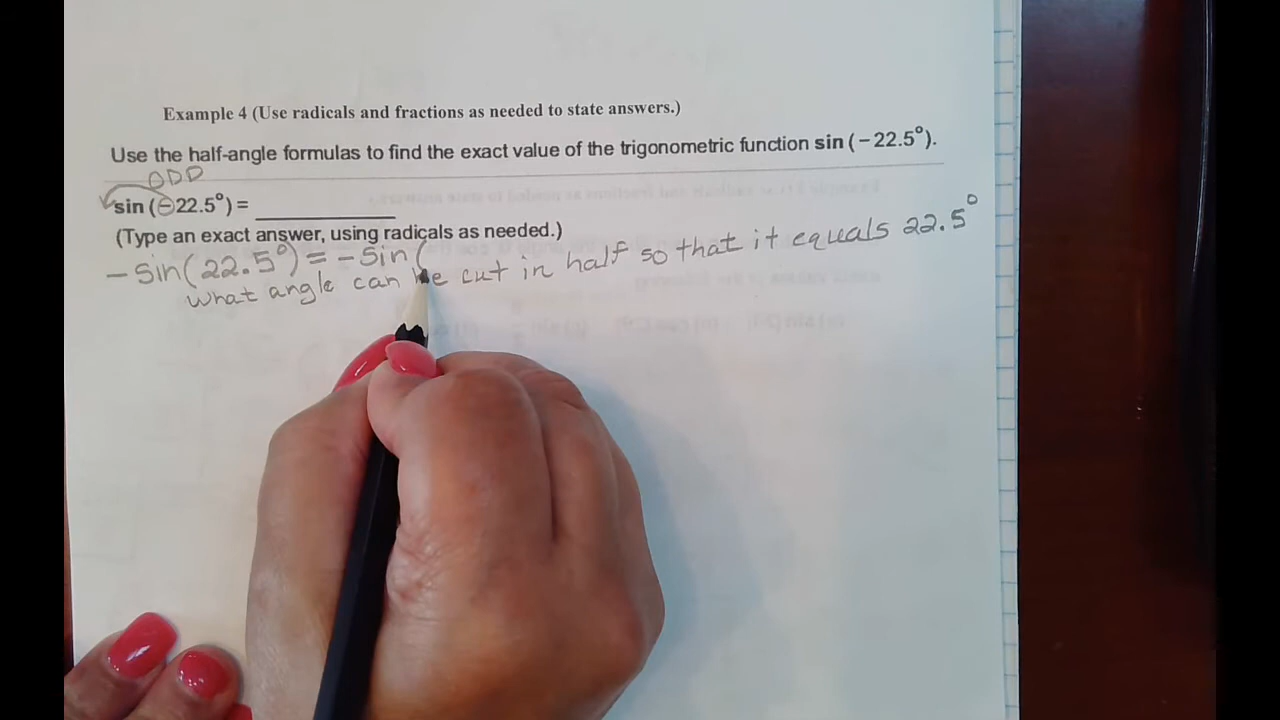 Example 4 (Use radicals and fractions as needed to state answers.)
Use the half-angle formulas to find the exact value of the trigonometric function sin (−22.5°).
ODD
sin (−22.5°) =
(Type an exact answer, using radicals as needed.)
−sin(22.5°) = −sin(
what angle can be cut in half so that it equals 22.5°